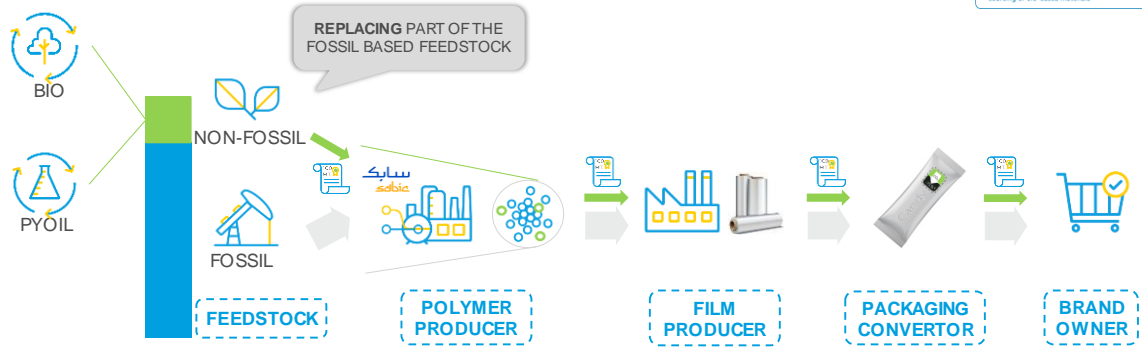 REPLACING PART OF THE
FOSSIL BASED FEEDSTOCK
BIO
NON-FOSSIL
سابك
sabic
PYOIL
FOSSIL
Candy
FEEDSTOCK
POLYMER
PRODUCER
FILM
PRODUCER
PACKAGING
CONVERTOR
BRAND
OWNER